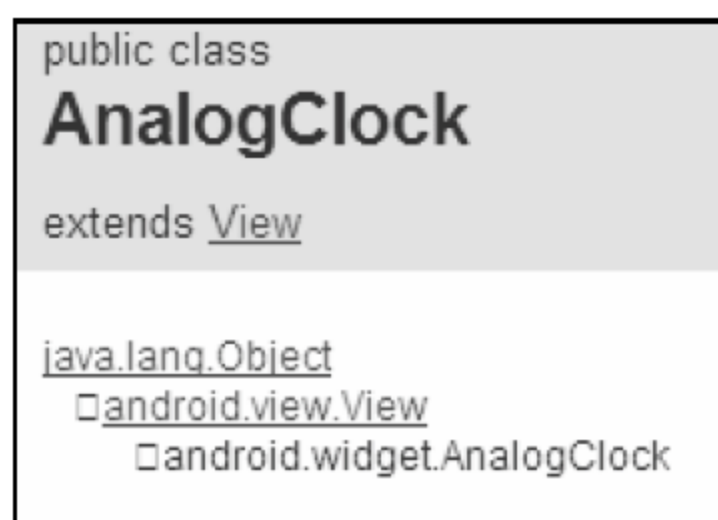 public class
AnalogClock
extends View
java.lang.Object
□android.view.View
□android.widget.AnalogClock